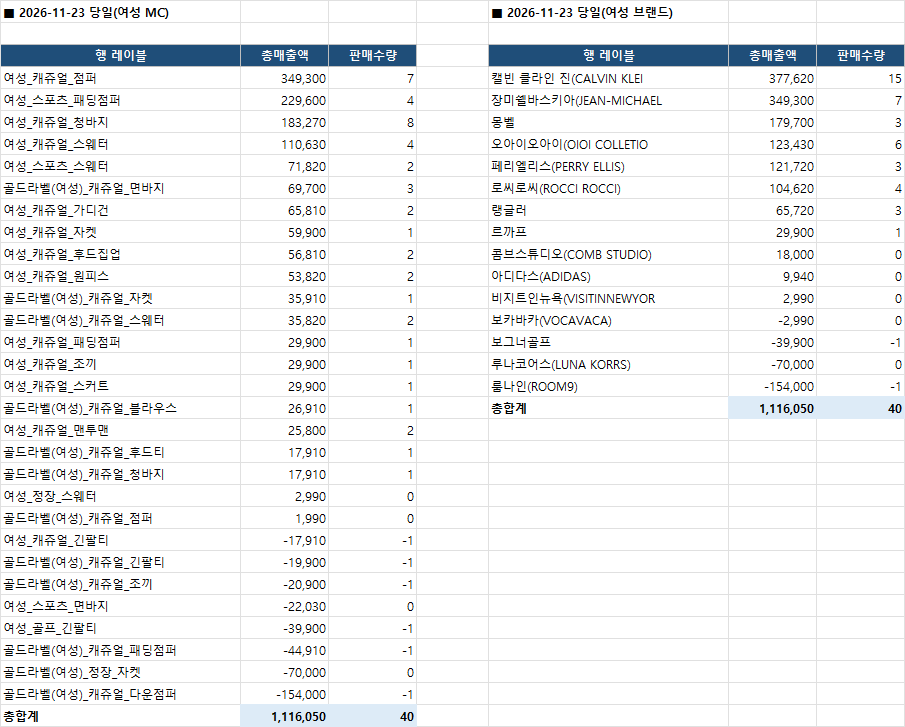 ■ 2026-11-23 당일(여성 MC)
행 레이블 총매출액 판매수량
여성_캐쥬얼_점퍼 349,300 7
여성_스포츠_패딩점퍼 229,600 4
여성_캐쥬얼_청바지 183,270 8
여성_캐쥬얼_스웨터 110,630 4
여성_스포츠_스웨터 71,820 2
골드라벨(여성)_캐쥬얼_면바지 69,700 3
여성_캐쥬얼_가디건 65,810 2
여성_캐쥬얼_자켓 59,900 1
여성_캐쥬얼_후드집업 56,810 2
여성_캐쥬얼_원피스 53,820 2
골드라벨(여성)_캐쥬얼_자켓 35,910 1
골드라벨(여성)_캐쥬얼_스웨터 35,820 2
여성_캐쥬얼_패딩점퍼 29,900 1
여성_캐쥬얼_조끼 29,900 1
여성_캐쥬얼_스커트 29,900 1
골드라벨(여성)_캐쥬얼_블라우스 26,910 1
여성_캐쥬얼_맨투맨 25,800 2
골드라벨(여성)_캐쥬얼_후드티 17,910 1
골드라벨(여성)_캐쥬얼_청바지 17,910 1
여성_정장_스웨터 2,990 0
골드라벨(여성)_캐쥬얼_점퍼 1,990 0
여성_캐쥬얼_긴팔티 -17,910 -1
골드라벨(여성)_캐쥬얼_긴팔티 -19,900 -1
골드라벨(여성)_캐쥬얼_조끼 -20,900 -1
여성_스포츠_면바지 -22,030 0
여성_골프_긴팔티 -39,900 -1
골드라벨(여성)_캐쥬얼_패딩점퍼 -44,910 -1
골드라벨(여성)_정장_자켓 -70,000 0
골드라벨(여성)_캐쥬얼_다운점퍼 -154,000 -1
총합계 1,116,050 40
■ 2026-11-23 당일(여성 브랜드)
행 레이블 총매출액 판매수량
캘빈 클라인 진(CALVIN KLEI 377,620 15
장미쉘바스키아(JEAN-MICHAEL 349,300 7
몽벨 179,700 3
오아이오아이(OIOI COLLETIO 123,430 6
페리엘리스(PERRY ELLIS) 121,720 3
로씨로씨(ROCCI ROCCI) 104,620 4
랭글러 65,720 3
르까프 29,900 1
콤브스튜디오(COMB STUDIO) 18,000 0
아디다스(ADIDAS) 9,940 0
비지트인뉴욕(VISITINNEWYOR 2,990 0
보카바카(VOCAVACA) -2,990 0
보그너골프 -39,900 -1
루나코어스(LUNA KORRS) -70,000 0
룸나인(ROOM9) -154,000 -1
총합계 1,116,050 40